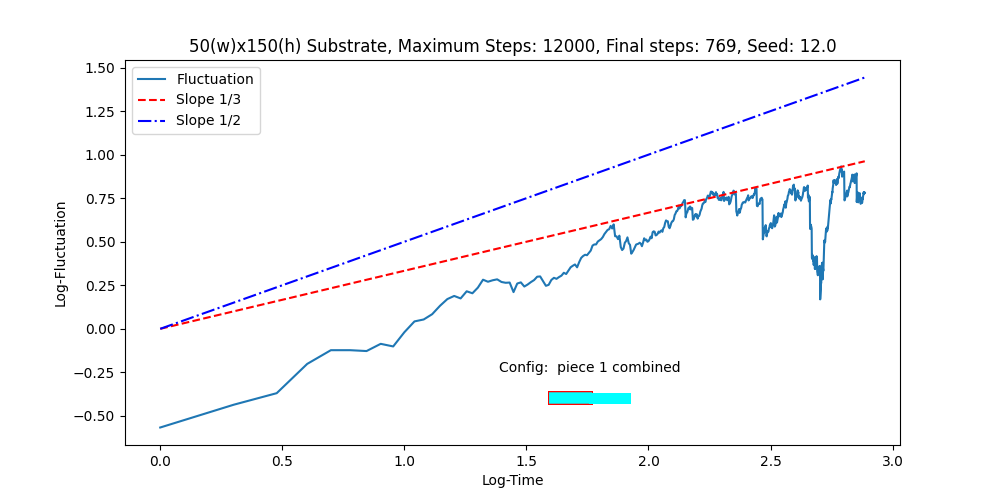 50(w)x150(h) Substrate, Maximum Steps: 12000, Final steps: 769, Seed: 12.0
1.50
1.25
1.00
0.75
0.50
0.25
0.00
−0.25
−0.50
Log-Fluctuation
Fluctuation
Slope 1/3
Slope 1/2
Config:  piece 1 combined
0.0 0.5 1.0 1.5 2.0 2.5 3.0
Log-Time